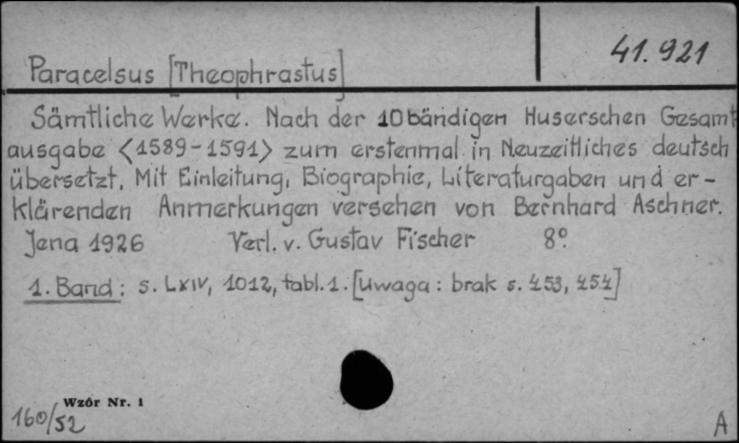 41.921
Paracelsus [Theophrastus]
Sämtliche Werke. Nach der 10bändigen Huserschen Gesamt
ausgabe <1589-1591> zum erstenmal in Neuzeitliches deutsch
übersetzt. Mit Einleitung, Biographie, Literaturgaben und er-
klärenden Anmerkungen versehen von Bernhard Aschner.
Jena 1926 Verl. v. Gustav Fischer 8º
1. Band: s. LXIV, 1012, tabl. 1. [Uwaga: brak s. 453, 454]
Wzór Nr. 1
160/52 A